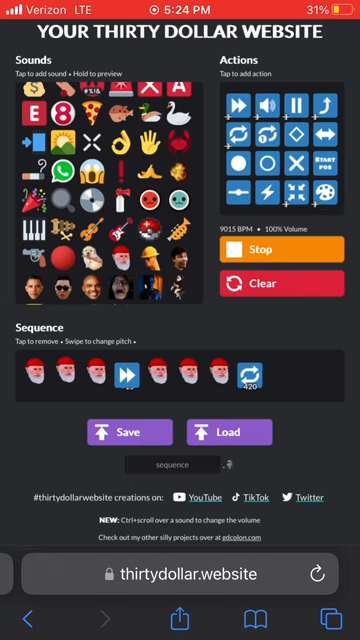 Verizon LTE 5:24 PM 31%
YOUR THIRTY DOLLAR WEBSITE
Sounds
Tap to add sound • Hold to preview
Actions
Tap to add action
#!&!
A
E
8
START POS
9015 BPM • 100% Volume
Stop
Clear
Sequence
Tap to remove • Swipe to change pitch •
420
Save
Load
sequence
#thirtydollarwebsite creations on: YouTube TikTok Twitter
NEW: Ctrl+scroll over a sound to change the volume
Check out my other silly projects over at gdcolon.com
thirtydollar.website